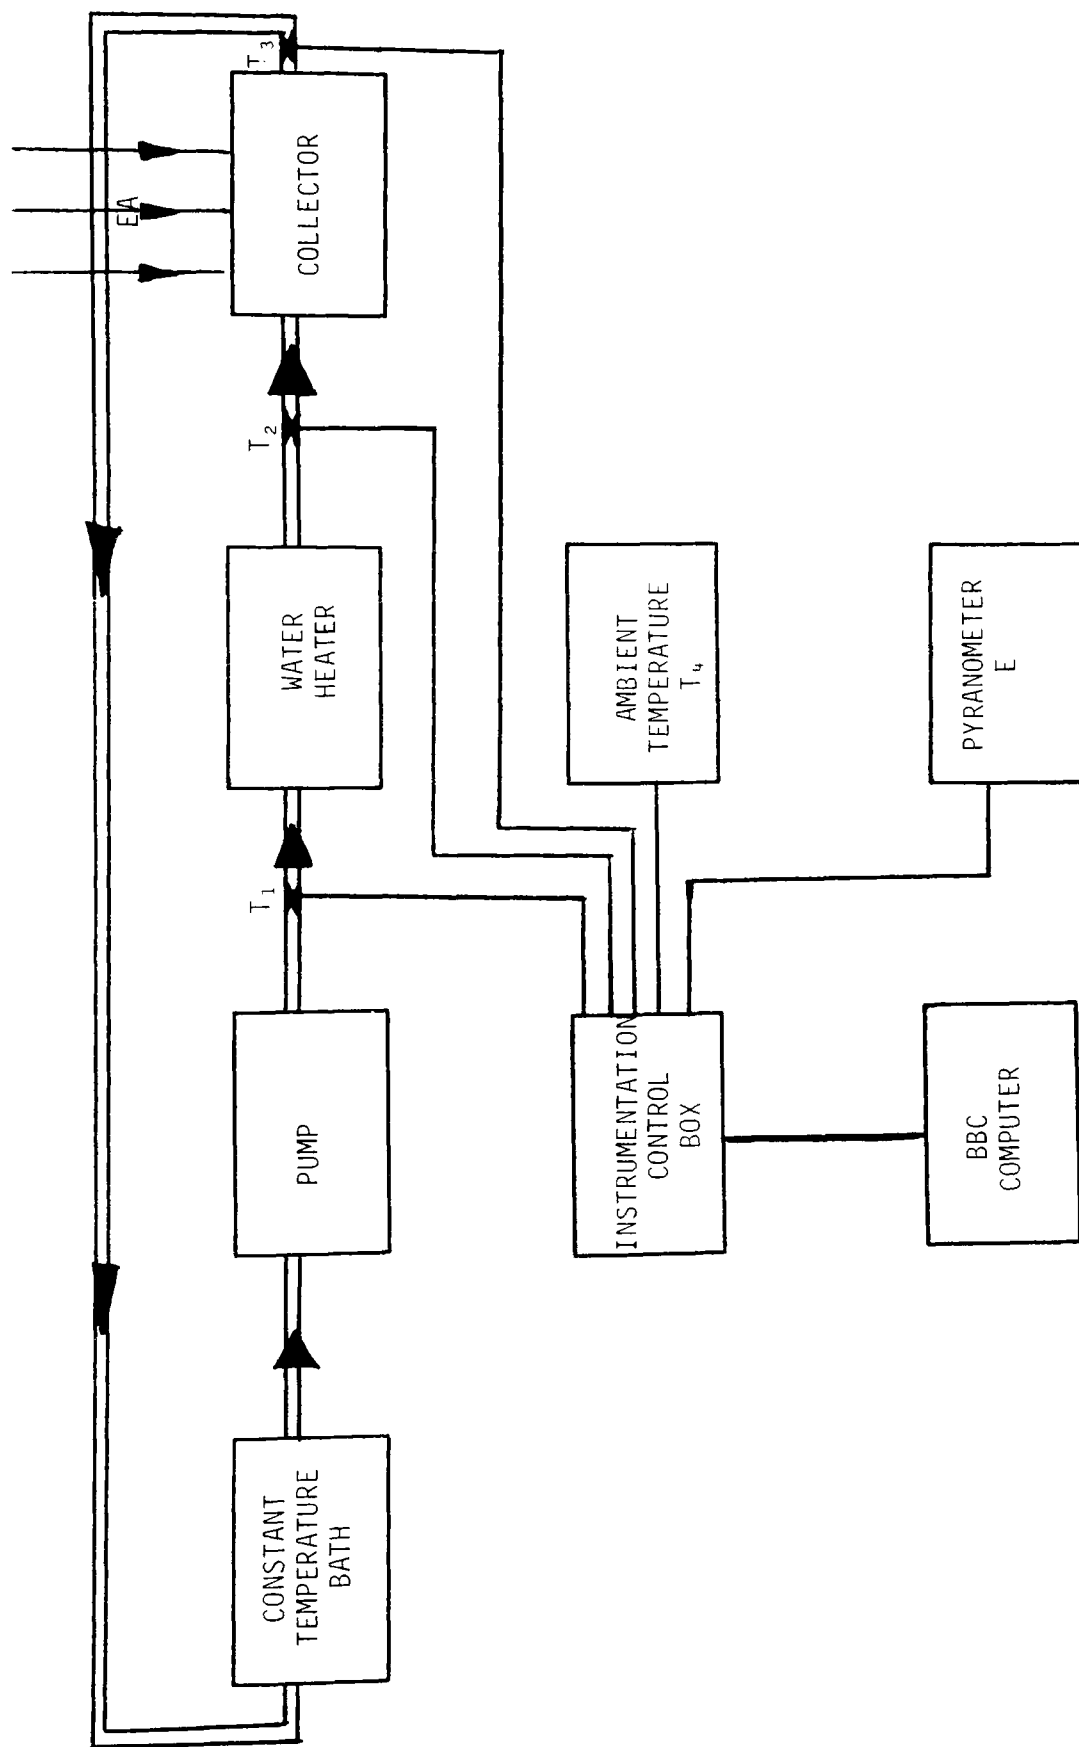 EA
CONSTANT
TEMPERATURE
BATH
PUMP
T₁
WATER
HEATER
T₂
COLLECTOR
T₃
INSTRUMENTATION
CONTROL
BOX
AMBIENT
TEMPERATURE
T₄
BBC
COMPUTER
PYRANOMETER
E